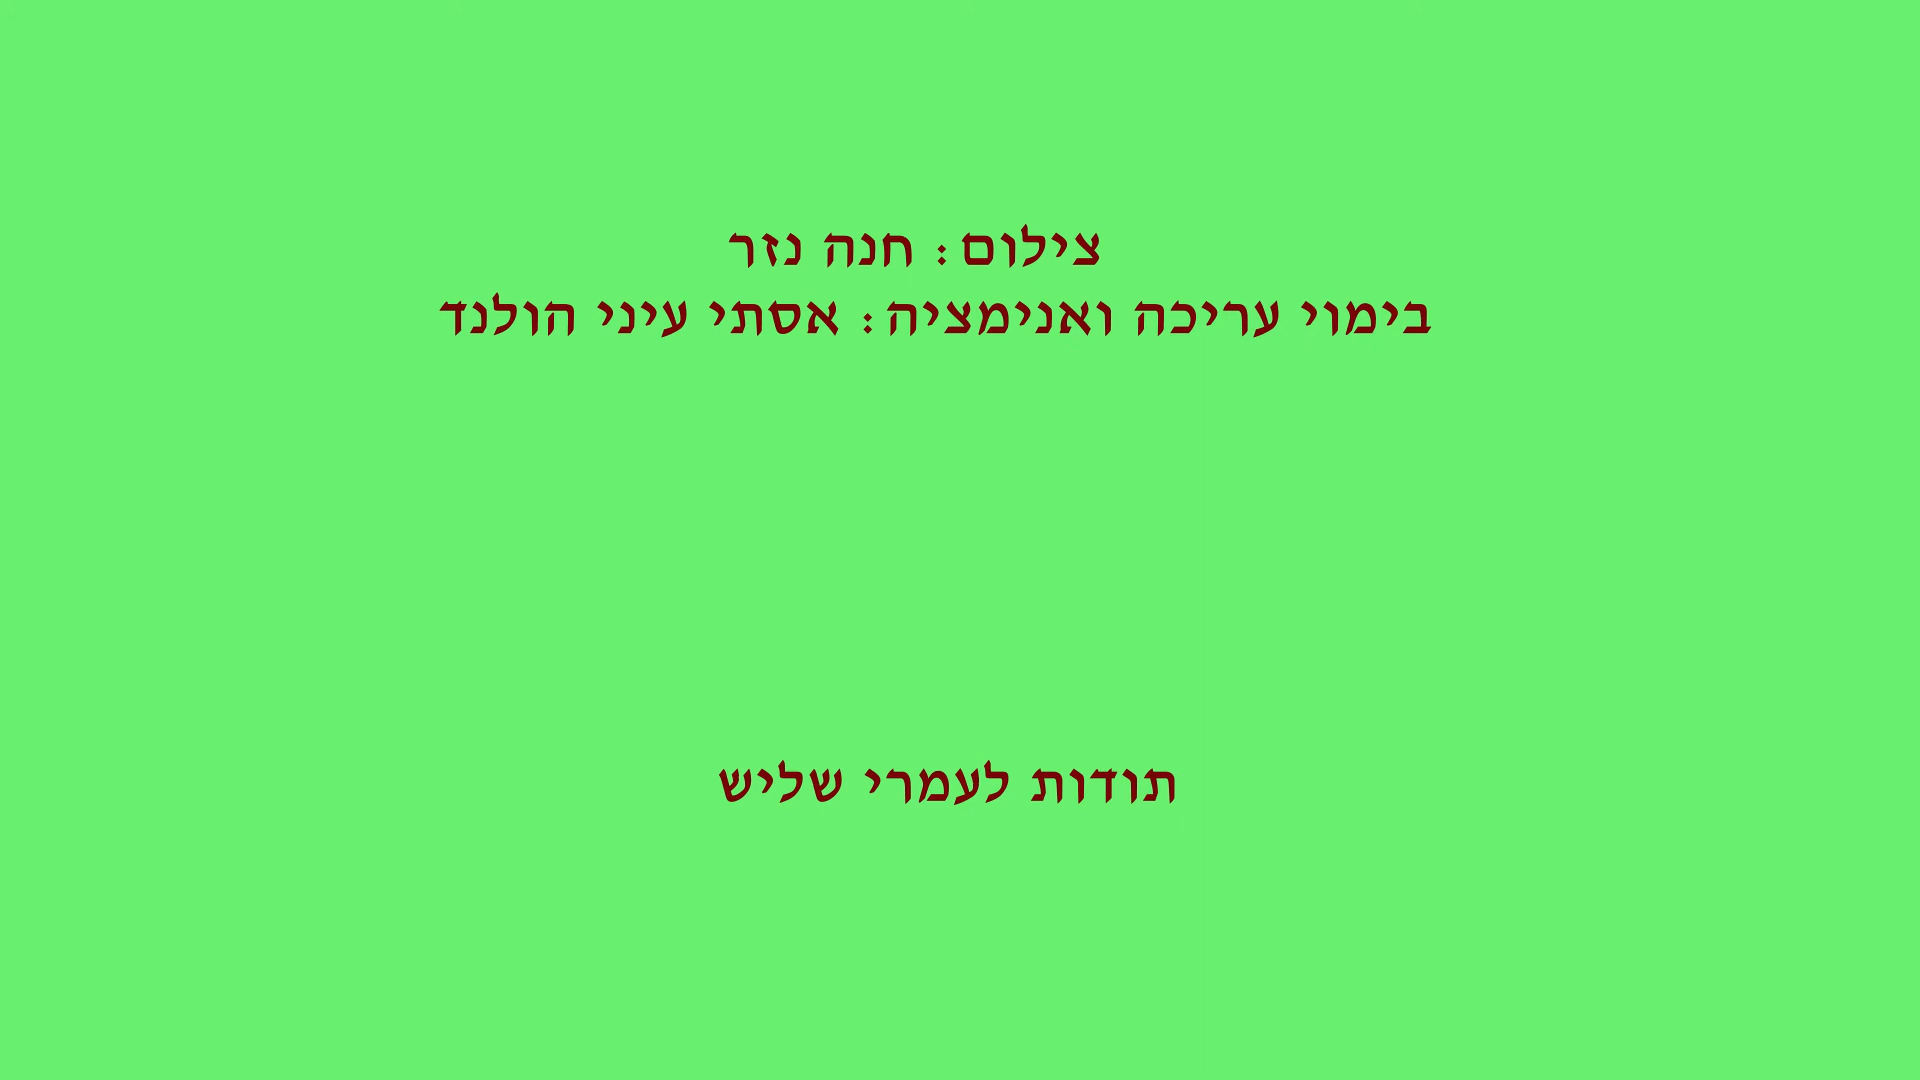 צילום: חנה נזר
בימוי עריכה ואנימציה: אסתי עיני הולנד
תודות לעמרי שליש